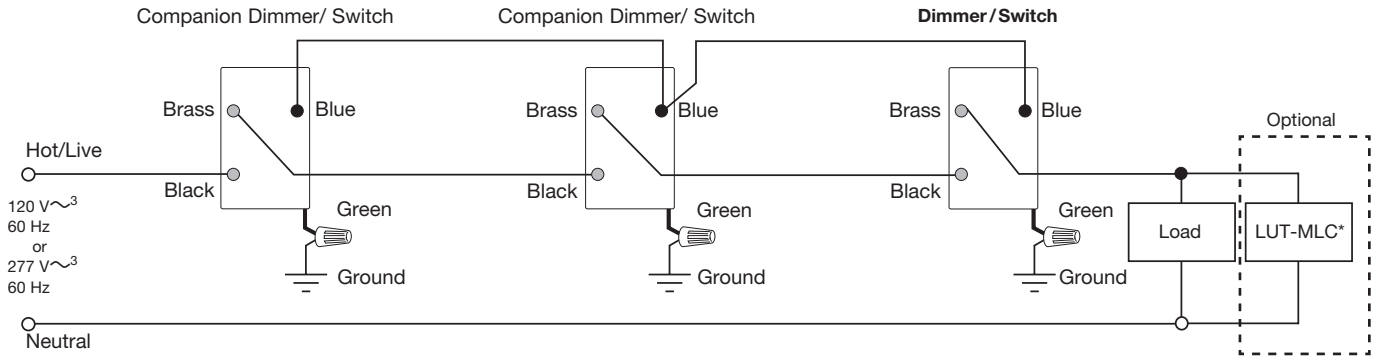 Companion Dimmer/ Switch
Companion Dimmer/ Switch
Dimmer/Switch
Brass
Blue
Brass
Blue
Brass
Blue
Optional
Hot/Live
Black
Black
Black
120 V~3
60 Hz
or
277 V~3
60 Hz
Green
Green
Green
Load
LUT-MLC*
Ground
Ground
Ground
Neutral